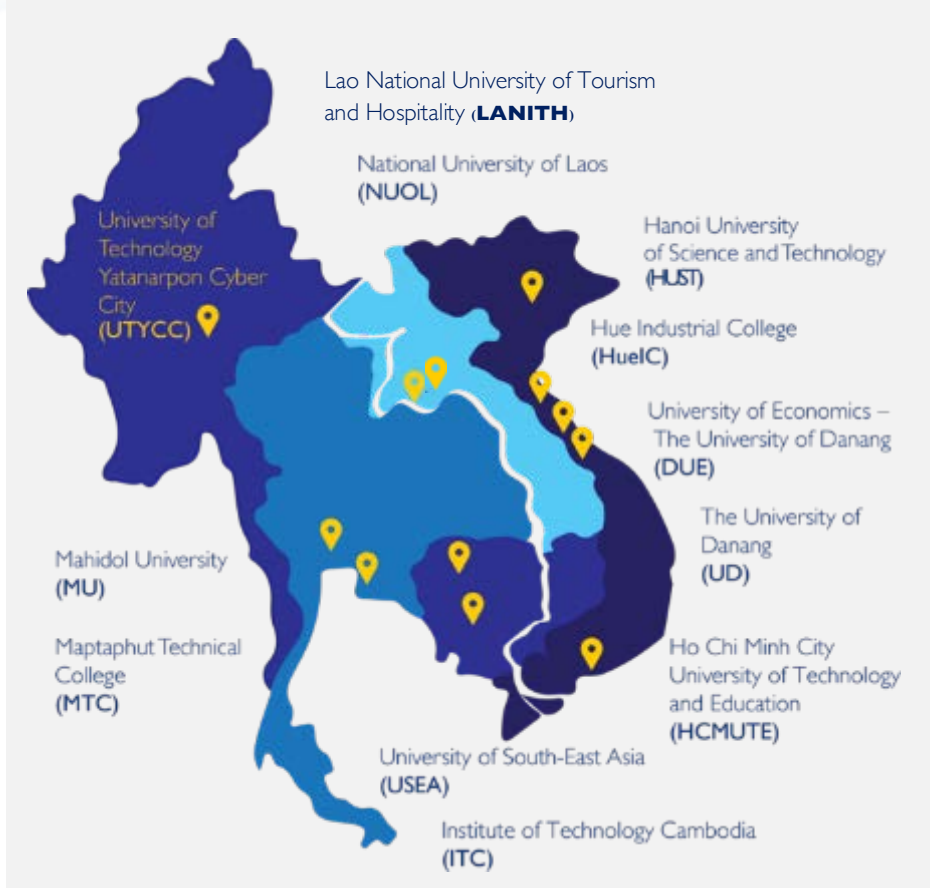 Lao National University of Tourism
and Hospitality (LANITH)
National University of Laos
(NUOL)
University of
Technology
Yatanarpon Cyber
City
(UTYCC)
Hanoi University
of Science and Technology
(HUST)
Hue Industrial College
(HueIC)
University of Economics –
The University of Danang
(DUE)
The University of
Danang
(UD)
Mahidol University
(MU)
Maptaphut Technical
College
(MTC)
Ho Chi Minh City
University of Technology
and Education
(HCMUTE)
University of South-East Asia
(USEA)
Institute of Technology Cambodia
(ITC)